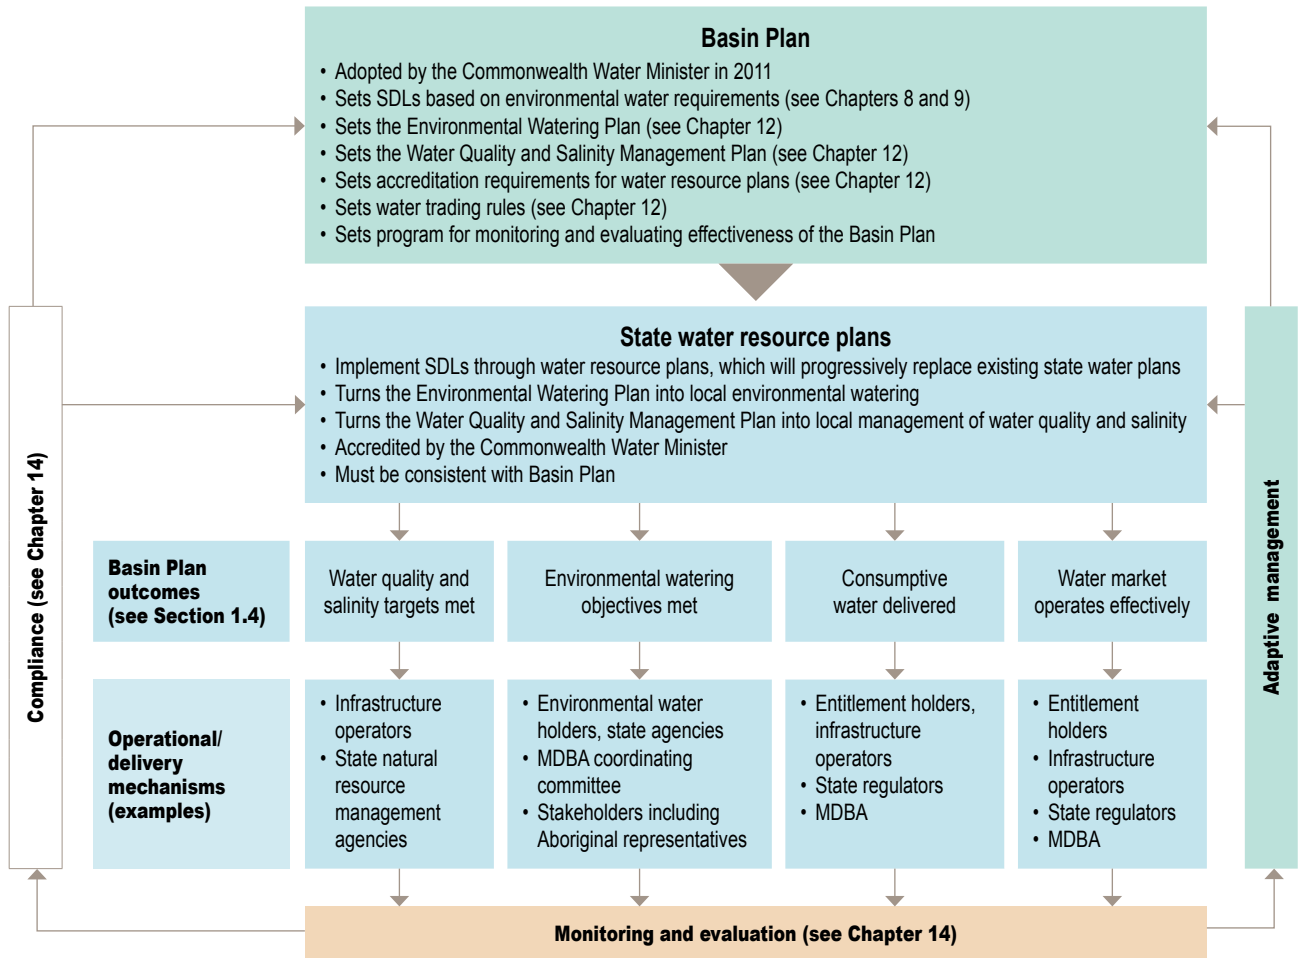 Basin Plan
• Adopted by the Commonwealth Water Minister in 2011
• Sets SDLs based on environmental water requirements (see Chapters 8 and 9)
• Sets the Environmental Watering Plan (see Chapter 12)
• Sets the Water Quality and Salinity Management Plan (see Chapter 12)
• Sets accreditation requirements for water resource plans (see Chapter 12)
• Sets water trading rules (see Chapter 12)
• Sets program for monitoring and evaluating effectiveness of the Basin Plan
State water resource plans
• Implement SDLs through water resource plans, which will progressively replace existing state water plans
• Turns the Environmental Watering Plan into local environmental watering
• Turns the Water Quality and Salinity Management Plan into local management of water quality and salinity
• Accredited by the Commonwealth Water Minister
• Must be consistent with Basin Plan
Compliance (see Chapter 14)
Adaptive management
Basin Plan
outcomes
(see Section 1.4)
Water quality and
salinity targets met
Environmental watering
objectives met
Consumptive
water delivered
Water market
operates effectively
Operational/
delivery
mechanisms
(examples)
• Infrastructure
operators
• State natural
resource
management
agencies
• Environmental water
holders, state agencies
• MDBA coordinating
committee
• Stakeholders including
Aboriginal representatives
• Entitlement holders,
infrastructure
operators
• State regulators
• MDBA
• Entitlement
holders
• Infrastructure
operators
• State regulators
• MDBA
Monitoring and evaluation (see Chapter 14)